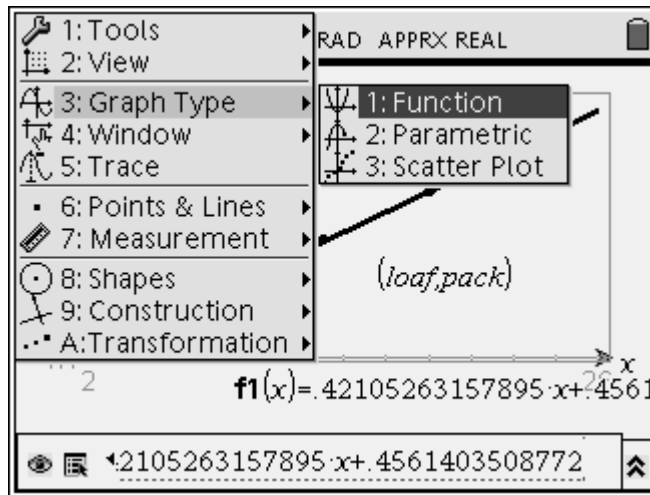 1: Tools
RAD APPRX REAL
2: View
3: Graph Type
1: Function
4: Window
2: Parametric
5: Trace
3: Scatter Plot
6: Points & Lines
7: Measurement
8: Shapes
(loaf,pack)
9: Construction
A:Transformation
x
2
f1(x)=.42105263157895·x+.4561
.2105263157895·x+.4561403508772